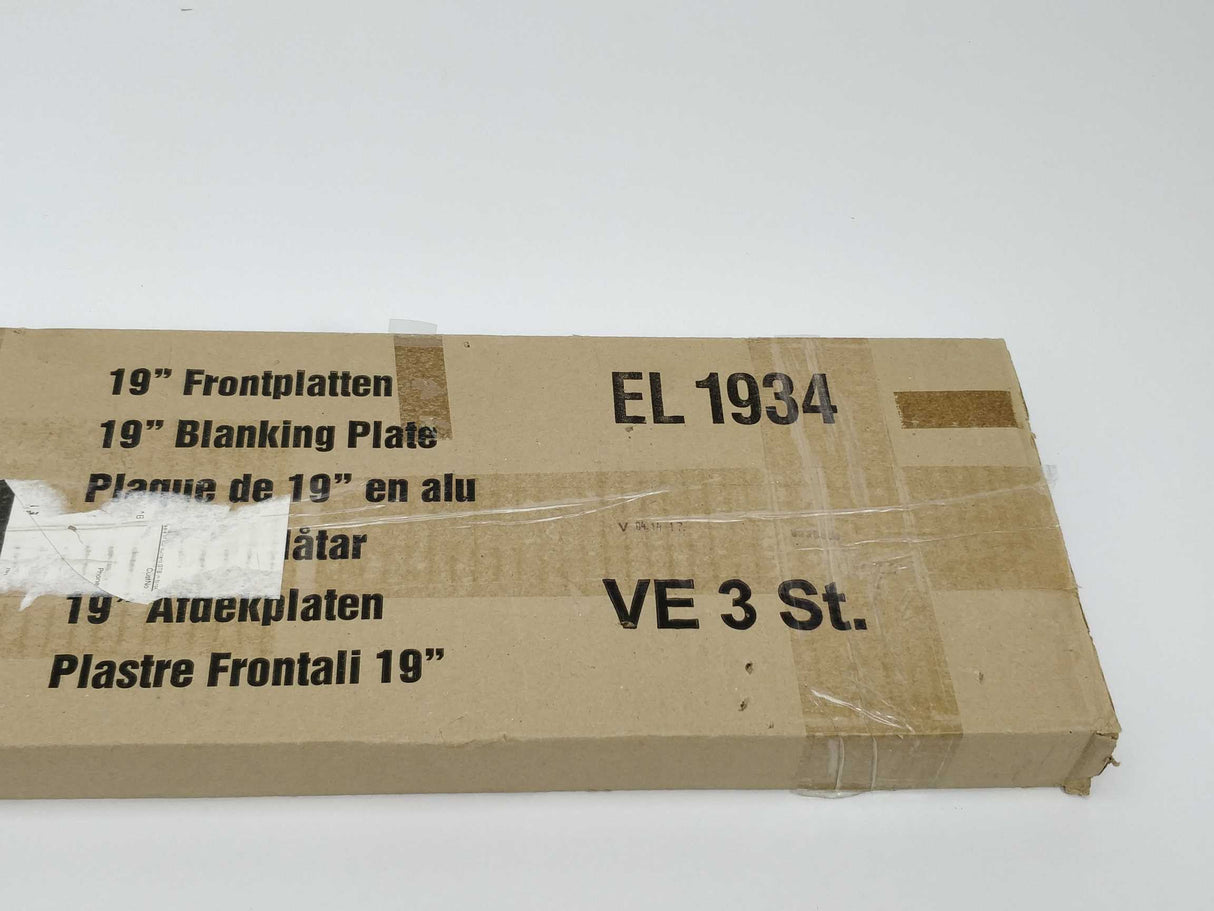 19” Frontplatten
19” Blanking Plate
Plaque de 19” en alu
låtar
19” Afdekplaten
Plastre Frontali 19”
EL 1934
V 
VE 3 St.
CustNo